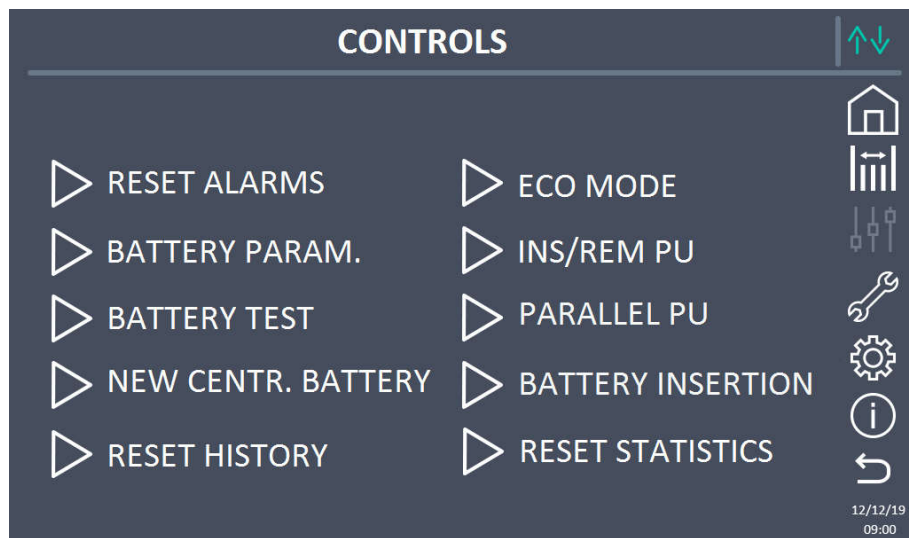 CONTROLS
RESET ALARMS
BATTERY PARAM.
BATTERY TEST
NEW CENTR. BATTERY
RESET HISTORY
ECO MODE
INS/REM PU
PARALLEL PU
BATTERY INSERTION
RESET STATISTICS
12/12/19
09:00